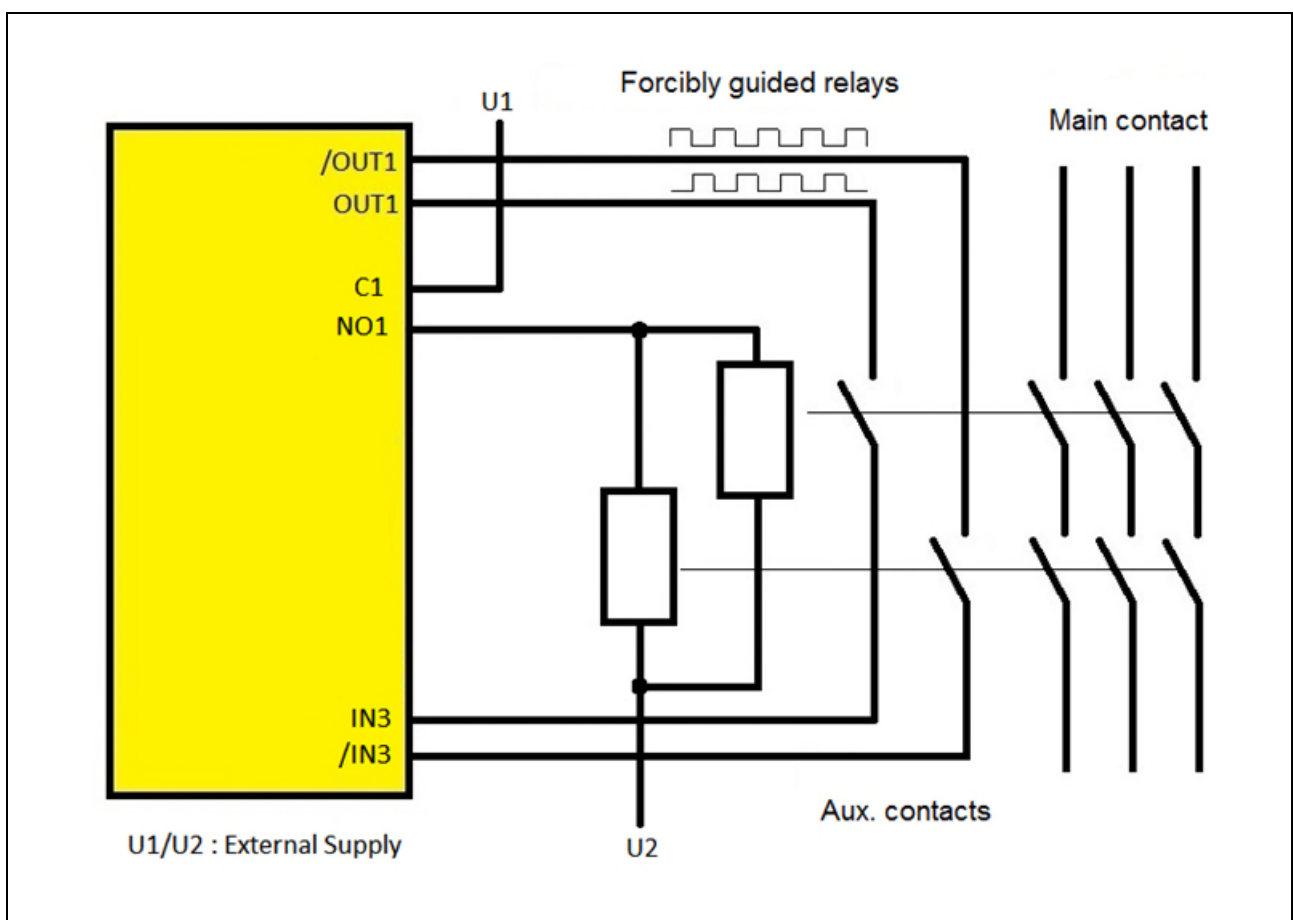 Forcibly guided relays
U1
Main contact
/OUT1
OUT1
C1
NO1
IN3
/IN3
Aux. contacts
U1/U2 : External Supply
U2